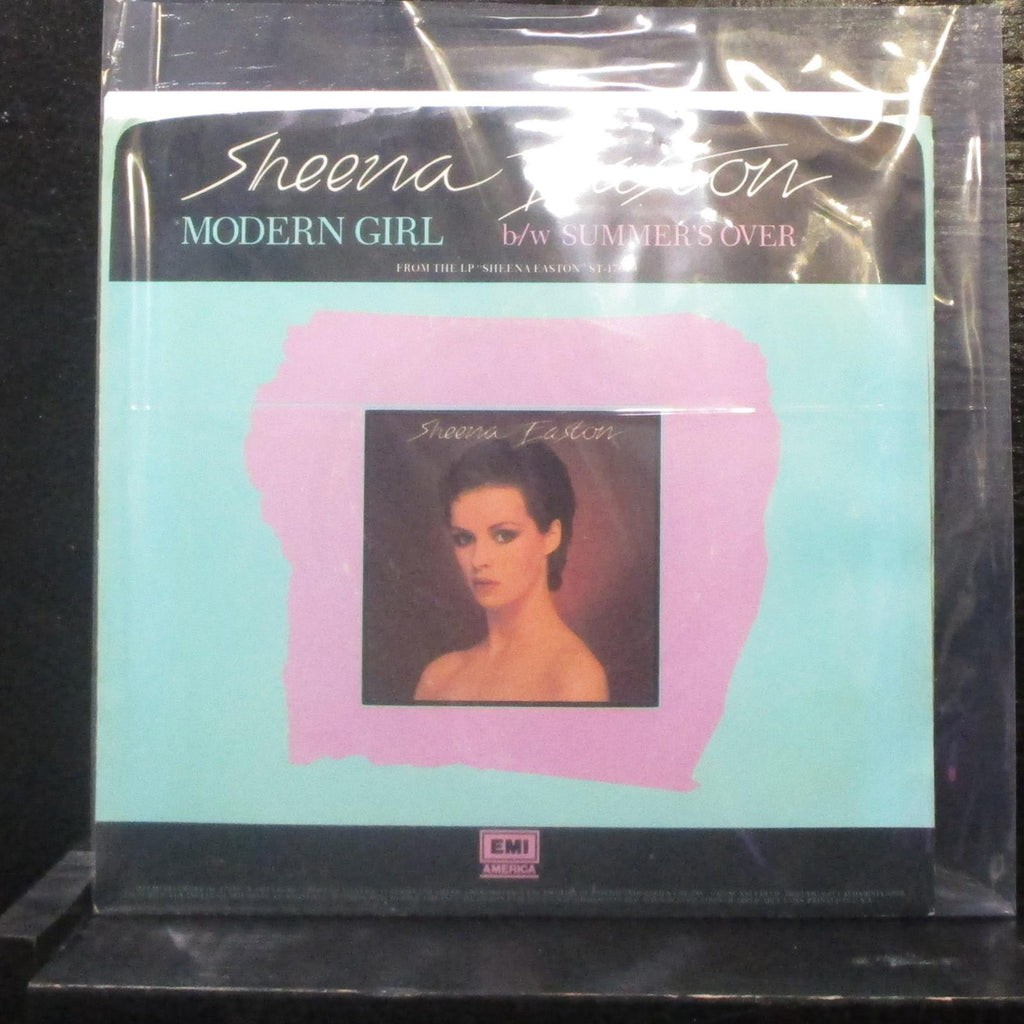 Sheena Easton
MODERN GIRL b/w SUMMER'S OVER
FROM THE LP "SHEENA EASTON"
Sheena Easton
EMI
AMERICA